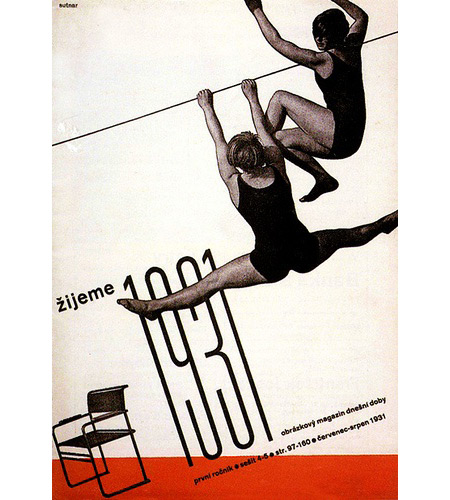 sutnar
žijeme
1931
obrázkový magazin dnešní doby
první ročník ● sešit 4-5 ● str. 97-160 ● červenec-srpen 1931